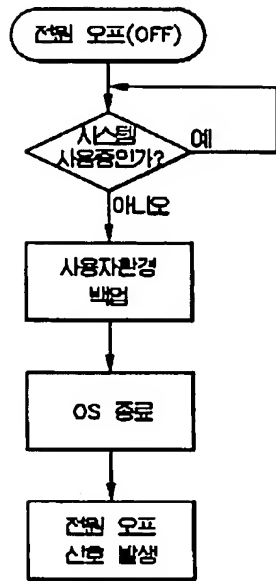 전원 오프(OFF)
시스템
사용중인가?
예
아니오
사용자환경
백업
OS 종료
전원 오프
신호 발생